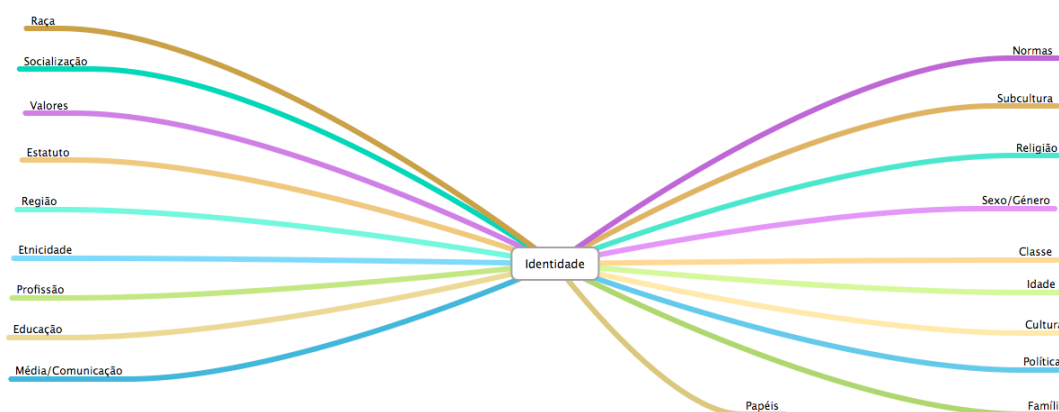 Raça
Socialização
Valores
Estatuto
Região
Etnicidade
Profissão
Educação
Média/Comunicação
Identidade
Normas
Subcultura
Religião
Sexo/Género
Classe
Idade
Cultura
Política
Famíli
Papéis